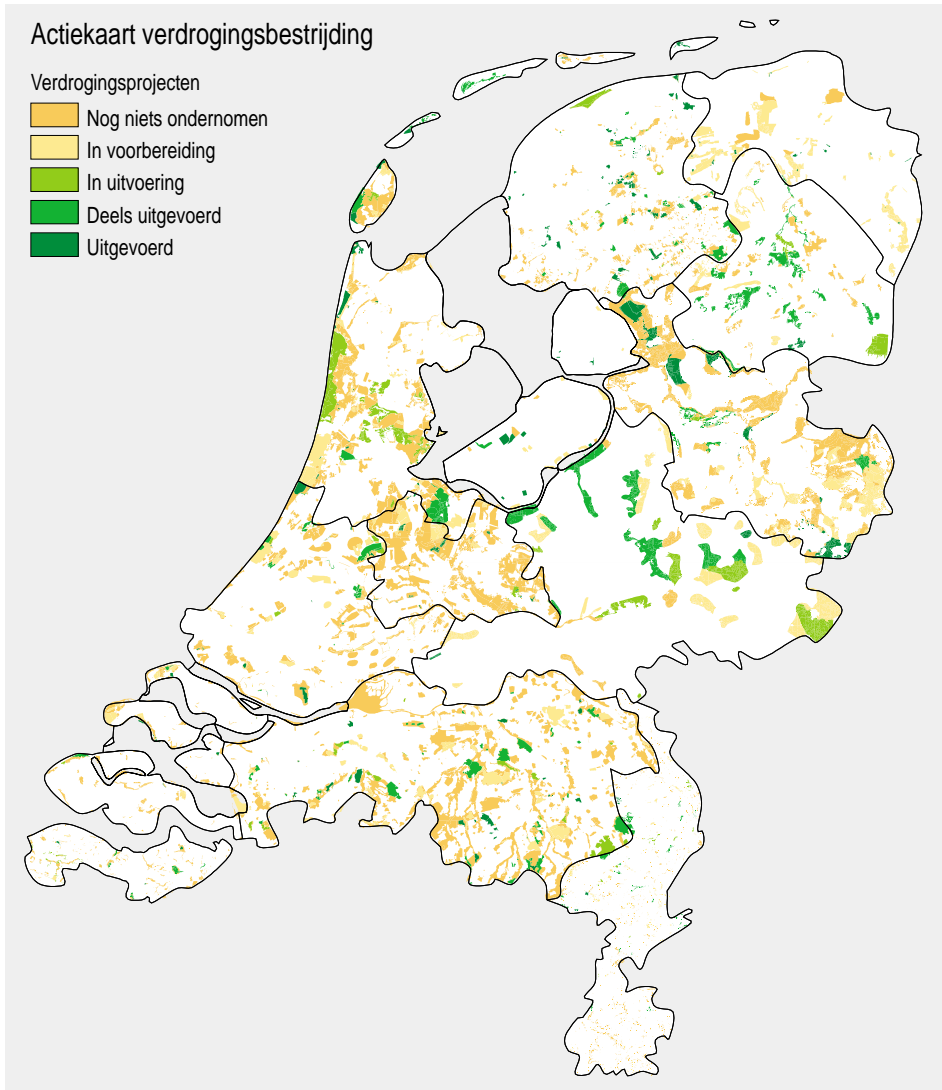 Actiekaart verdrogingsbestrijding
Verdrogingsprojecten
Nog niets ondernomen
In voorbereiding
In uitvoering
Deels uitgevoerd
Uitgevoerd